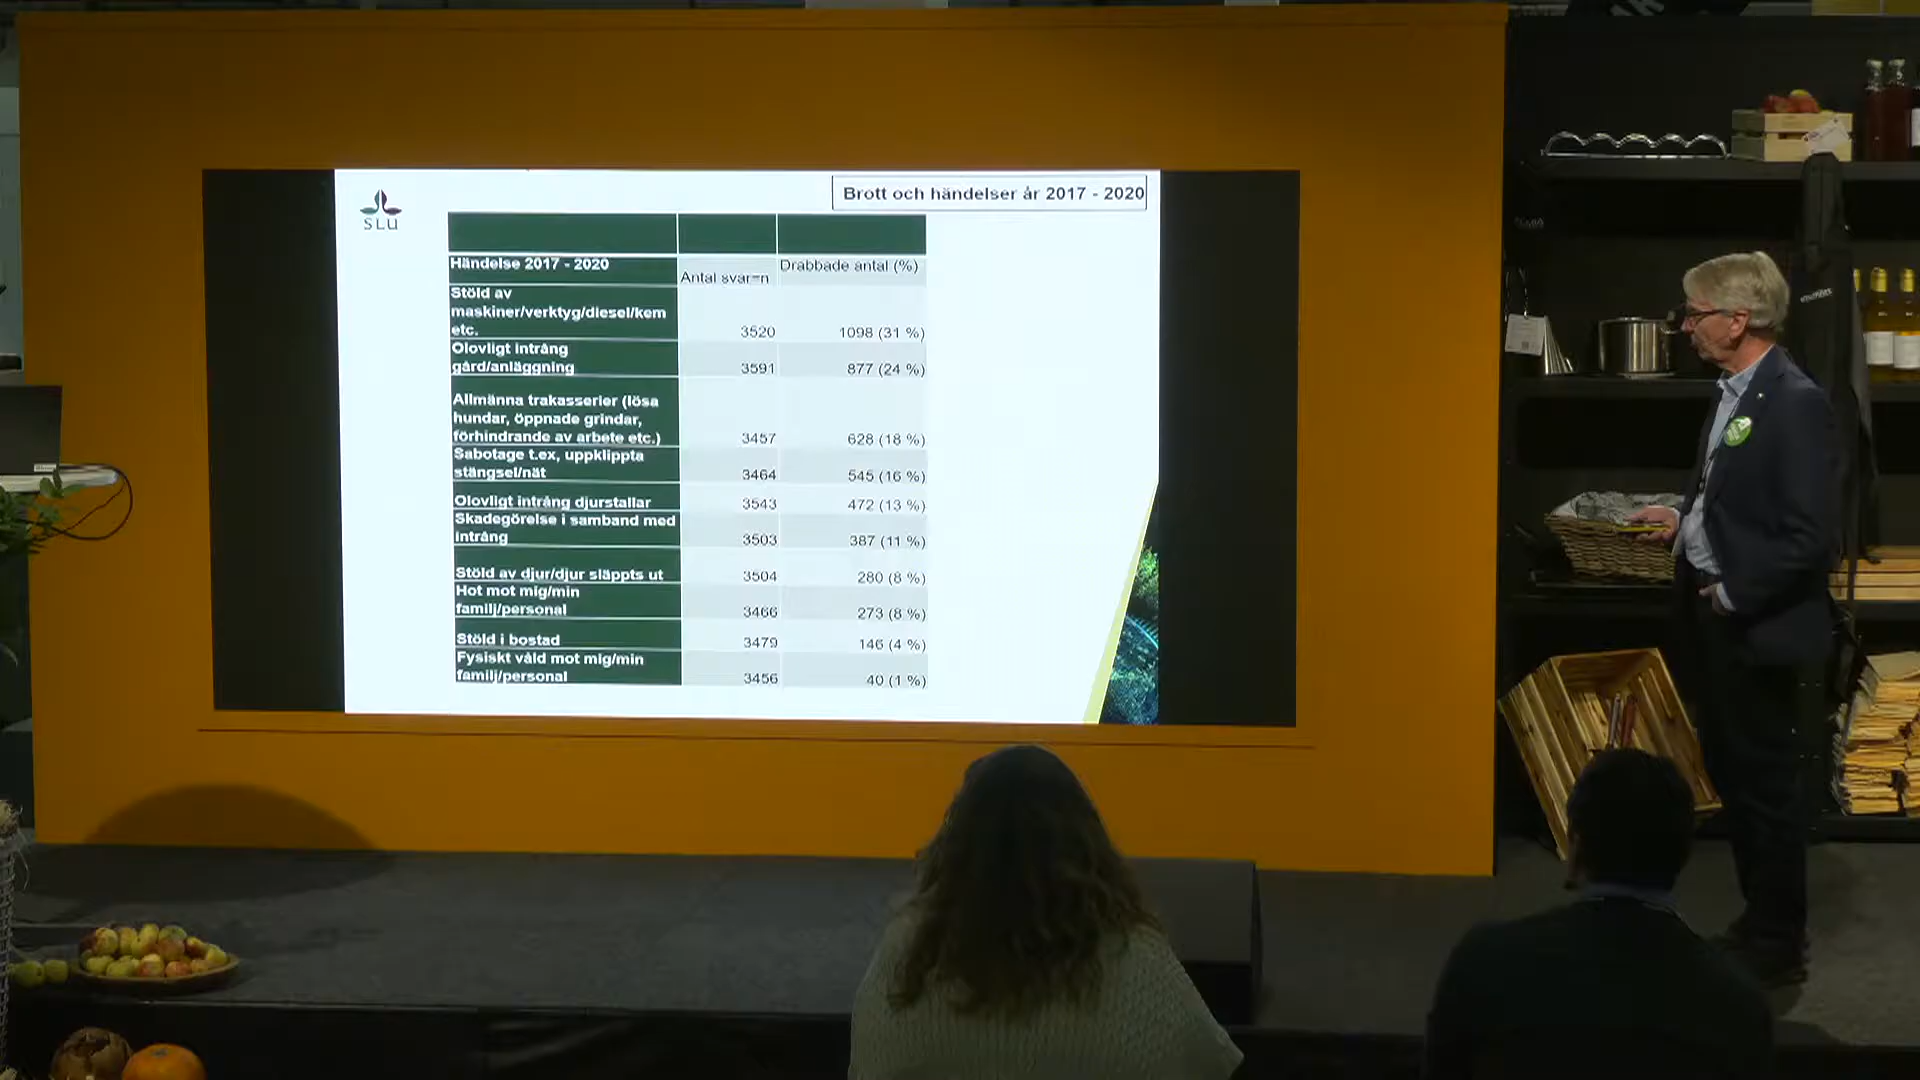 SLU
Brott och händelser år 2017 - 2020
Händelse 2017 - 2020
Antal svar=n
Drabbade antal (%)
Stöld av
maskiner/verktyg/diesel/kem
etc.
3520
1098 (31 %)
Olovligt intrång
gård/anläggning
3591
877 (24 %)
Allmänna trakasserier (lösa
hundar, öppnade grindar,
förhindrande av arbete etc.)
3457
628 (18 %)
Sabotage t.ex, uppklippta
stängsel/nät
3464
545 (16 %)
Olovligt intrång djurstallar
3543
472 (13 %)
Skadegörelse i samband med
intrång
3503
387 (11 %)
Stöld av djur/djur släppts ut
3504
280 (8 %)
Hot mot mig/min
familj/personal
3466
273 (8 %)
Stöld i bostad
3479
146 (4 %)
Fysiskt våld mot mig/min
familj/personal
3456
40 (1 %)